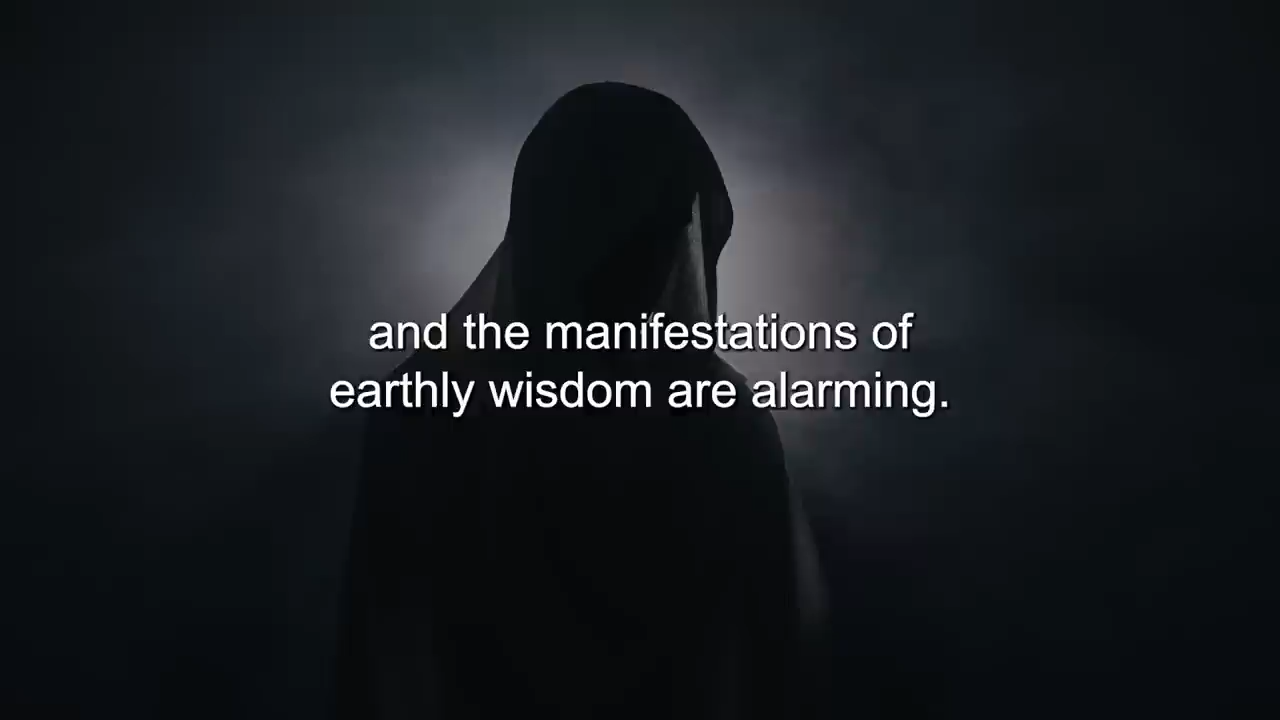 and the manifestations of
earthly wisdom are alarming.